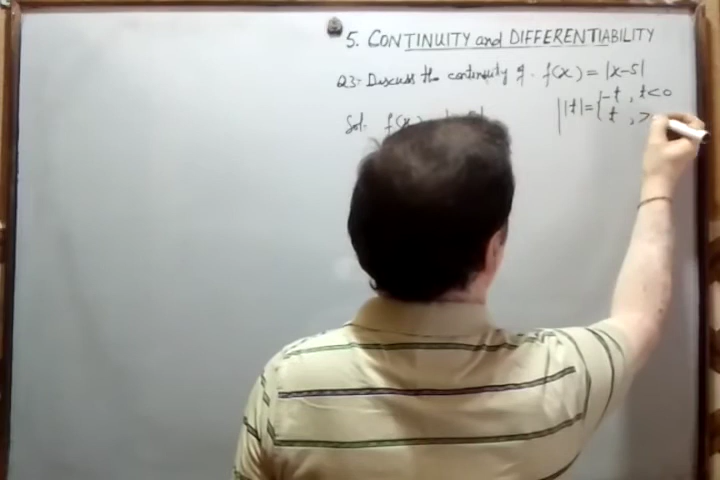 5. CONTINUITY and DIFFERENTIABILITY
Q3- Discuss the continuity of f(x) = |x-5|
|t|= { -t , t<0
Sol. f(x)
{ t , >